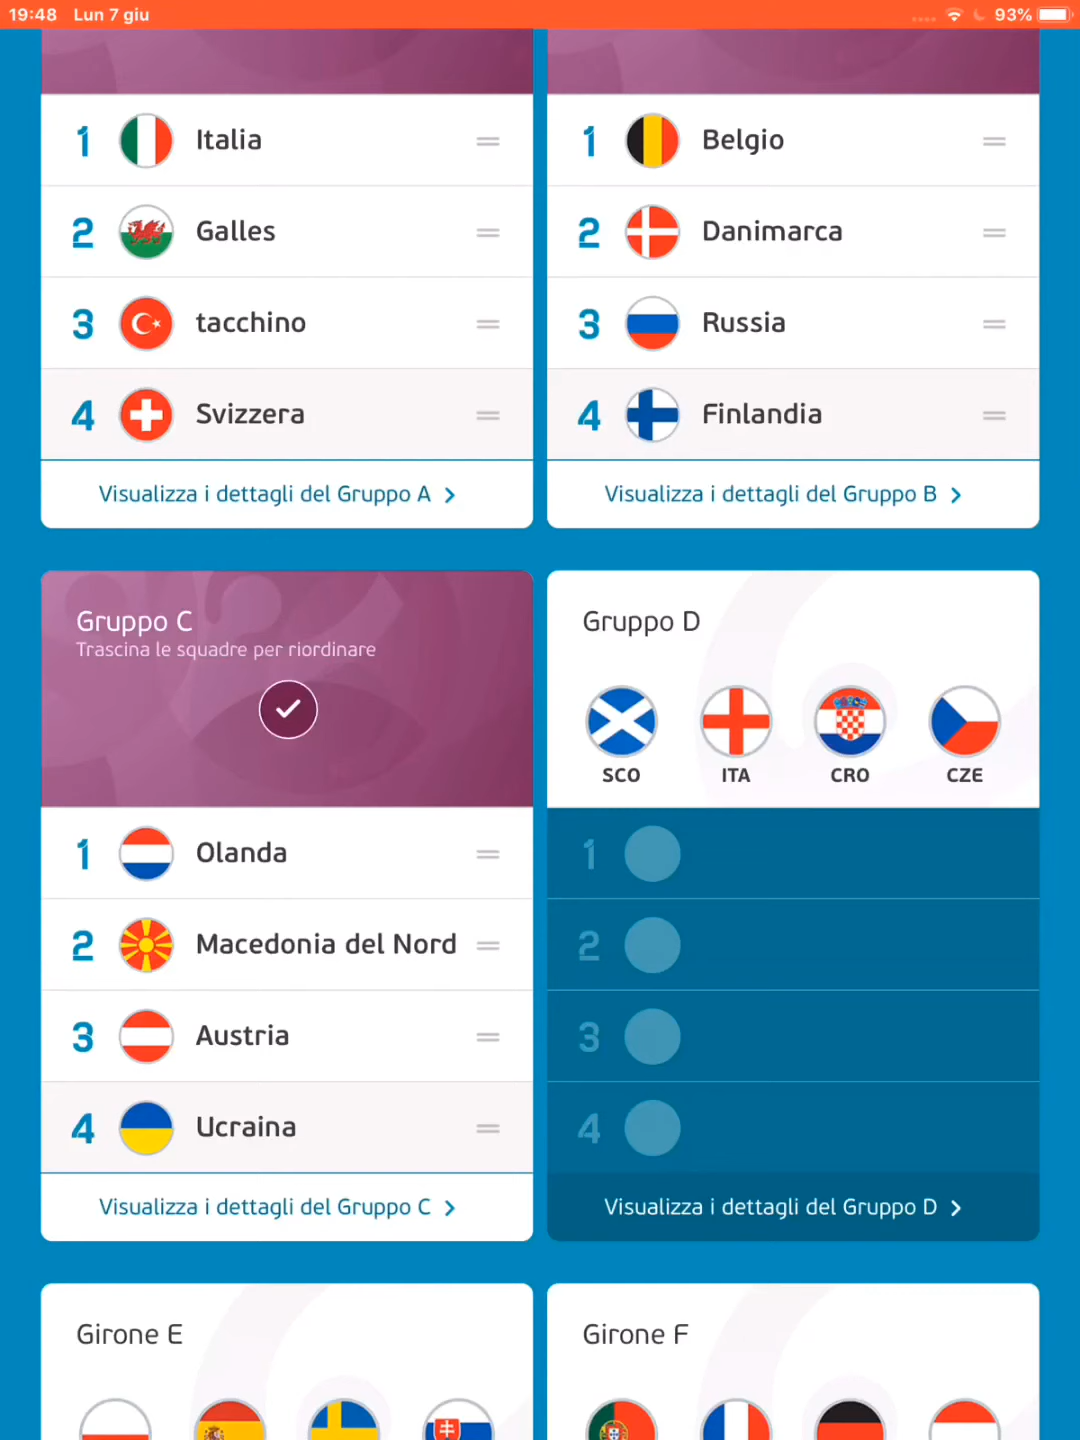 19:48 Lun 7 giu 93%
1 Italia
2 Galles
3 tacchino
4 Svizzera
Visualizza i dettagli del Gruppo A
1 Belgio
2 Danimarca
3 Russia
4 Finlandia
Visualizza i dettagli del Gruppo B
Gruppo C
Trascina le squadre per riordinare
1 Olanda
2 Macedonia del Nord
3 Austria
4 Ucraina
Visualizza i dettagli del Gruppo C
Gruppo D
SCO ITA CRO CZE
1
2
3
4
Visualizza i dettagli del Gruppo D
Girone E
Girone F